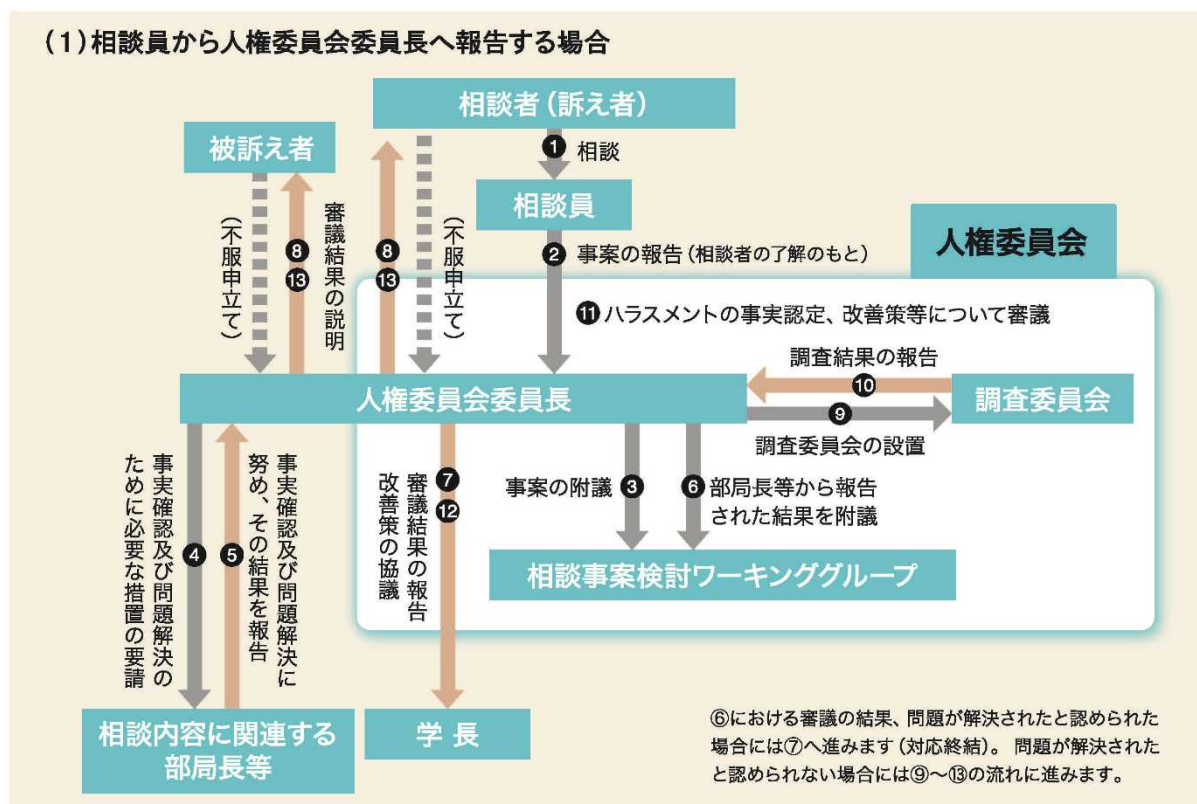 (1)相談員から人権委員会委員長へ報告する場合
相談者(訴え者)
被訴え者
❶ 相談
相談員
人権委員会
❷ 事案の報告(相談者の了解のもと)
(不服申立て)
❽
⓭
審議結果の説明
❽
⓭
(不服申立て)
⓫ ハラスメントの事実認定、改善策等について審議
調査結果の報告
❿
人権委員会委員長
調査委員会
❾
調査委員会の設置
事実確認及び問題解決の
ために必要な措置の要請
❹
❺
事実確認及び問題解決に
努め、その結果を報告
❼
⓬
審議結果の報告
改善策の協議
事案の附議 ❸
❻ 部局長等から報告
された結果を附議
相談事案検討ワーキンググループ
相談内容に関連する
部局長等
学 長
⑥における審議の結果、問題が解決されたと認められた
場合には⑦へ進みます(対応終結)。 問題が解決された
と認められない場合には⑨～⑬の流れに進みます。